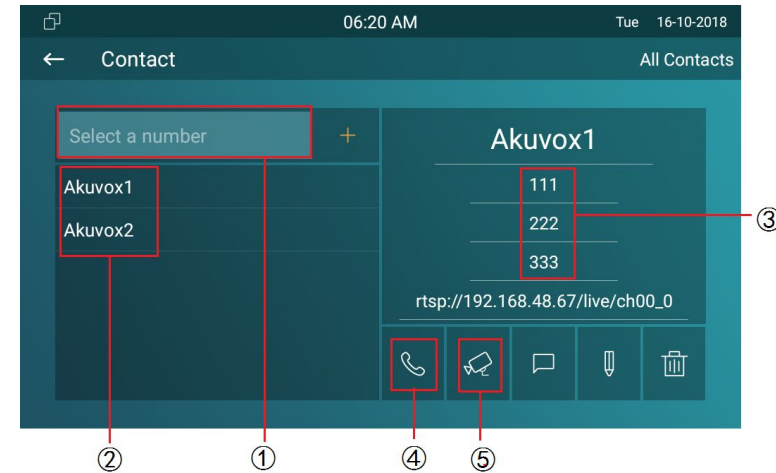 06:20 AM Tue 16-10-2018
← Contact All Contacts
Select a number +
Akuvox1
Akuvox2
Akuvox1
111
222
333
rtsp://192.168.48.67/live/ch00_0
③
② ① ④ ⑤